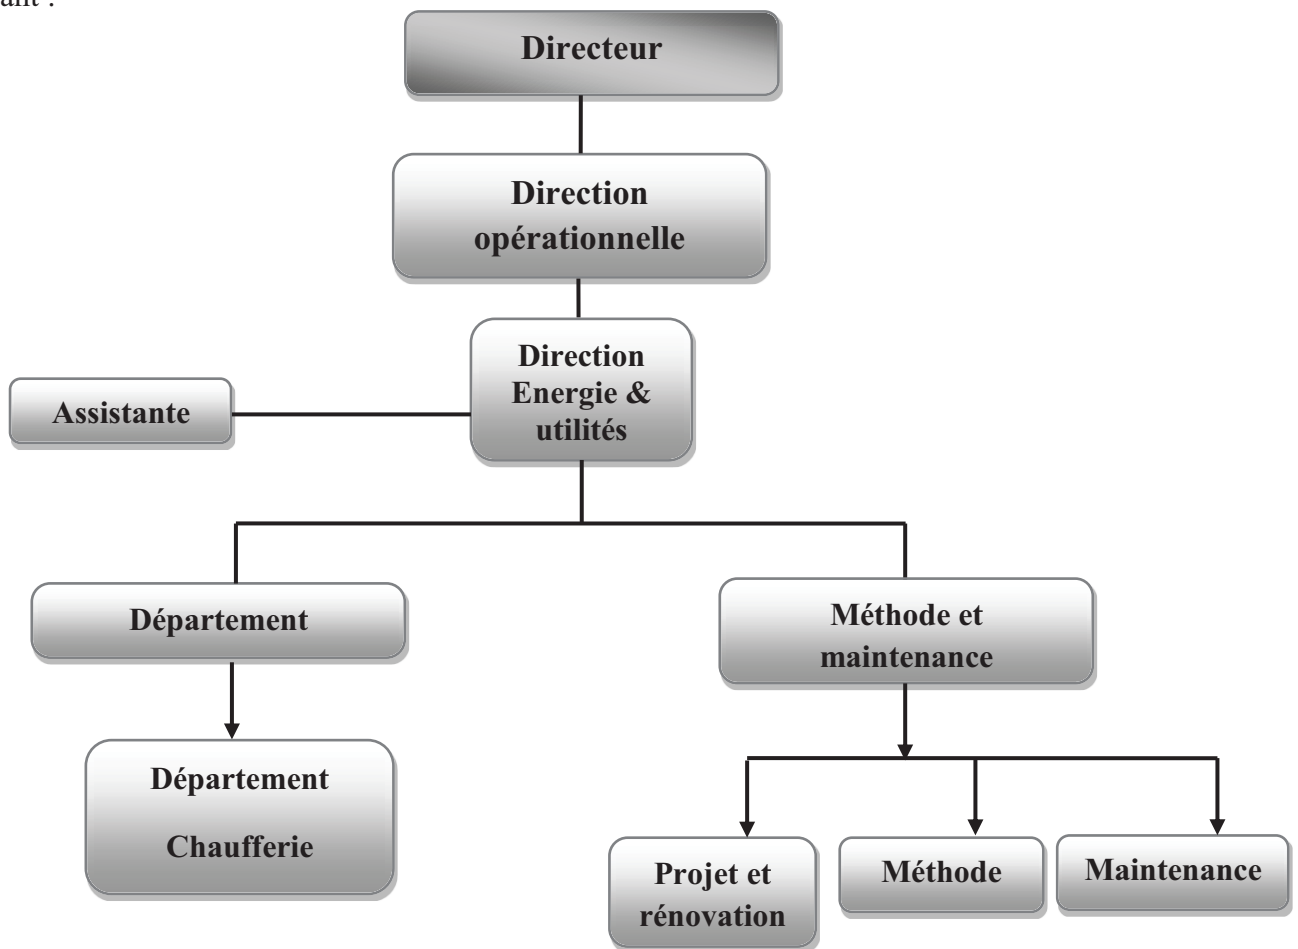 ant :
Directeur
Direction
opérationnelle
Direction
Energie &
utilités
Assistante
Département
Méthode et
maintenance
Département
Chaufferie
Projet et
rénovation
Méthode
Maintenance